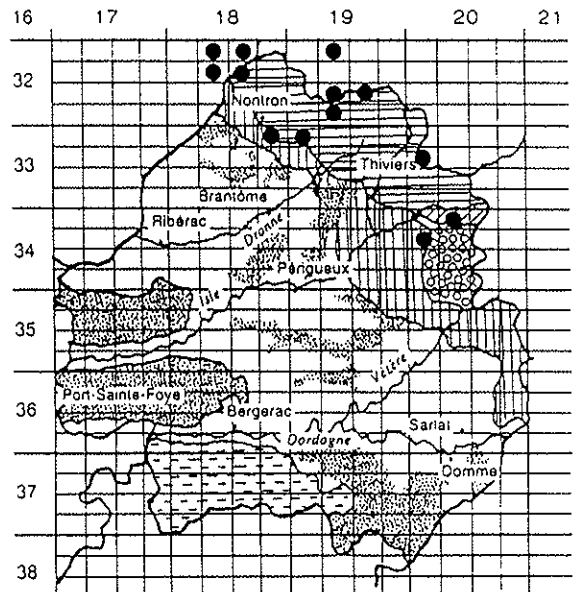 16 17 18 19 20 21
32
Nontron
33
Thiviers
Brantôme
Ribérac
Dronne
34
Périgueux
Isle
35
Vézère
Port-Sainte-Foye
36
Bergerac
Sarlat
Dordogne
Domme
37
38